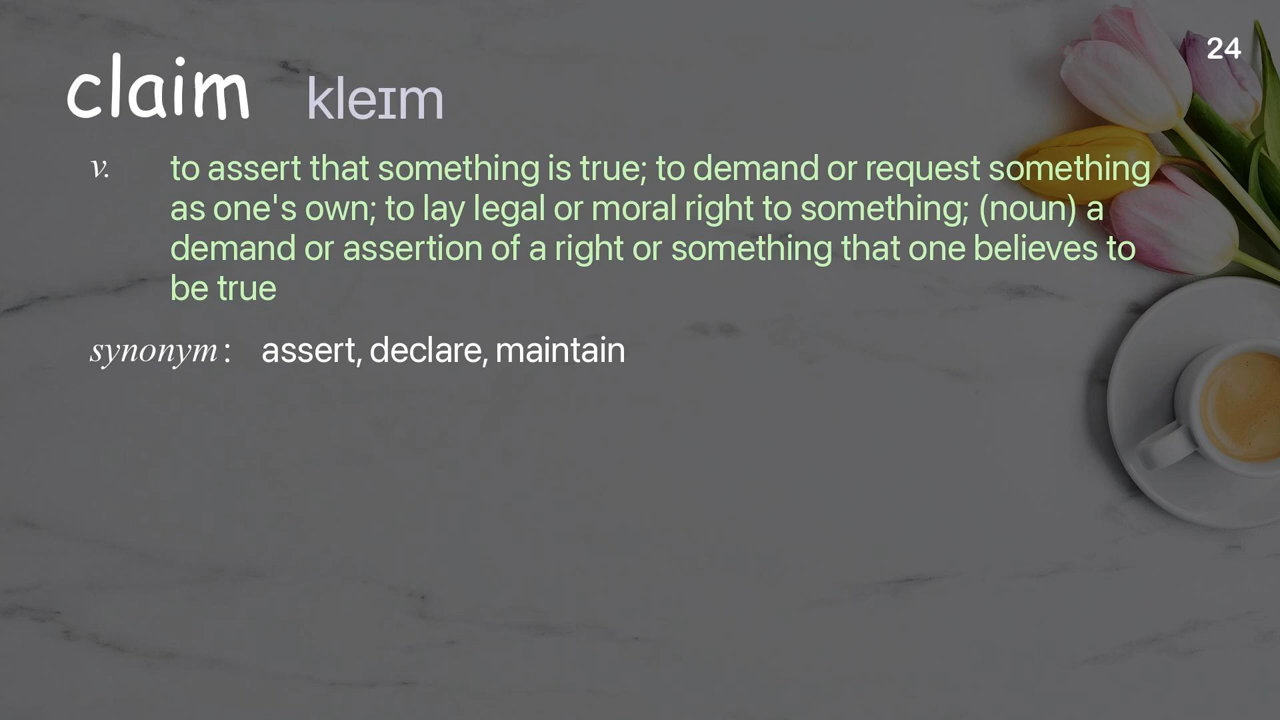 24
claim kleɪm
v. to assert that something is true; to demand or request something
as one's own; to lay legal or moral right to something; (noun) a
demand or assertion of a right or something that one believes to
be true
synonym: assert, declare, maintain